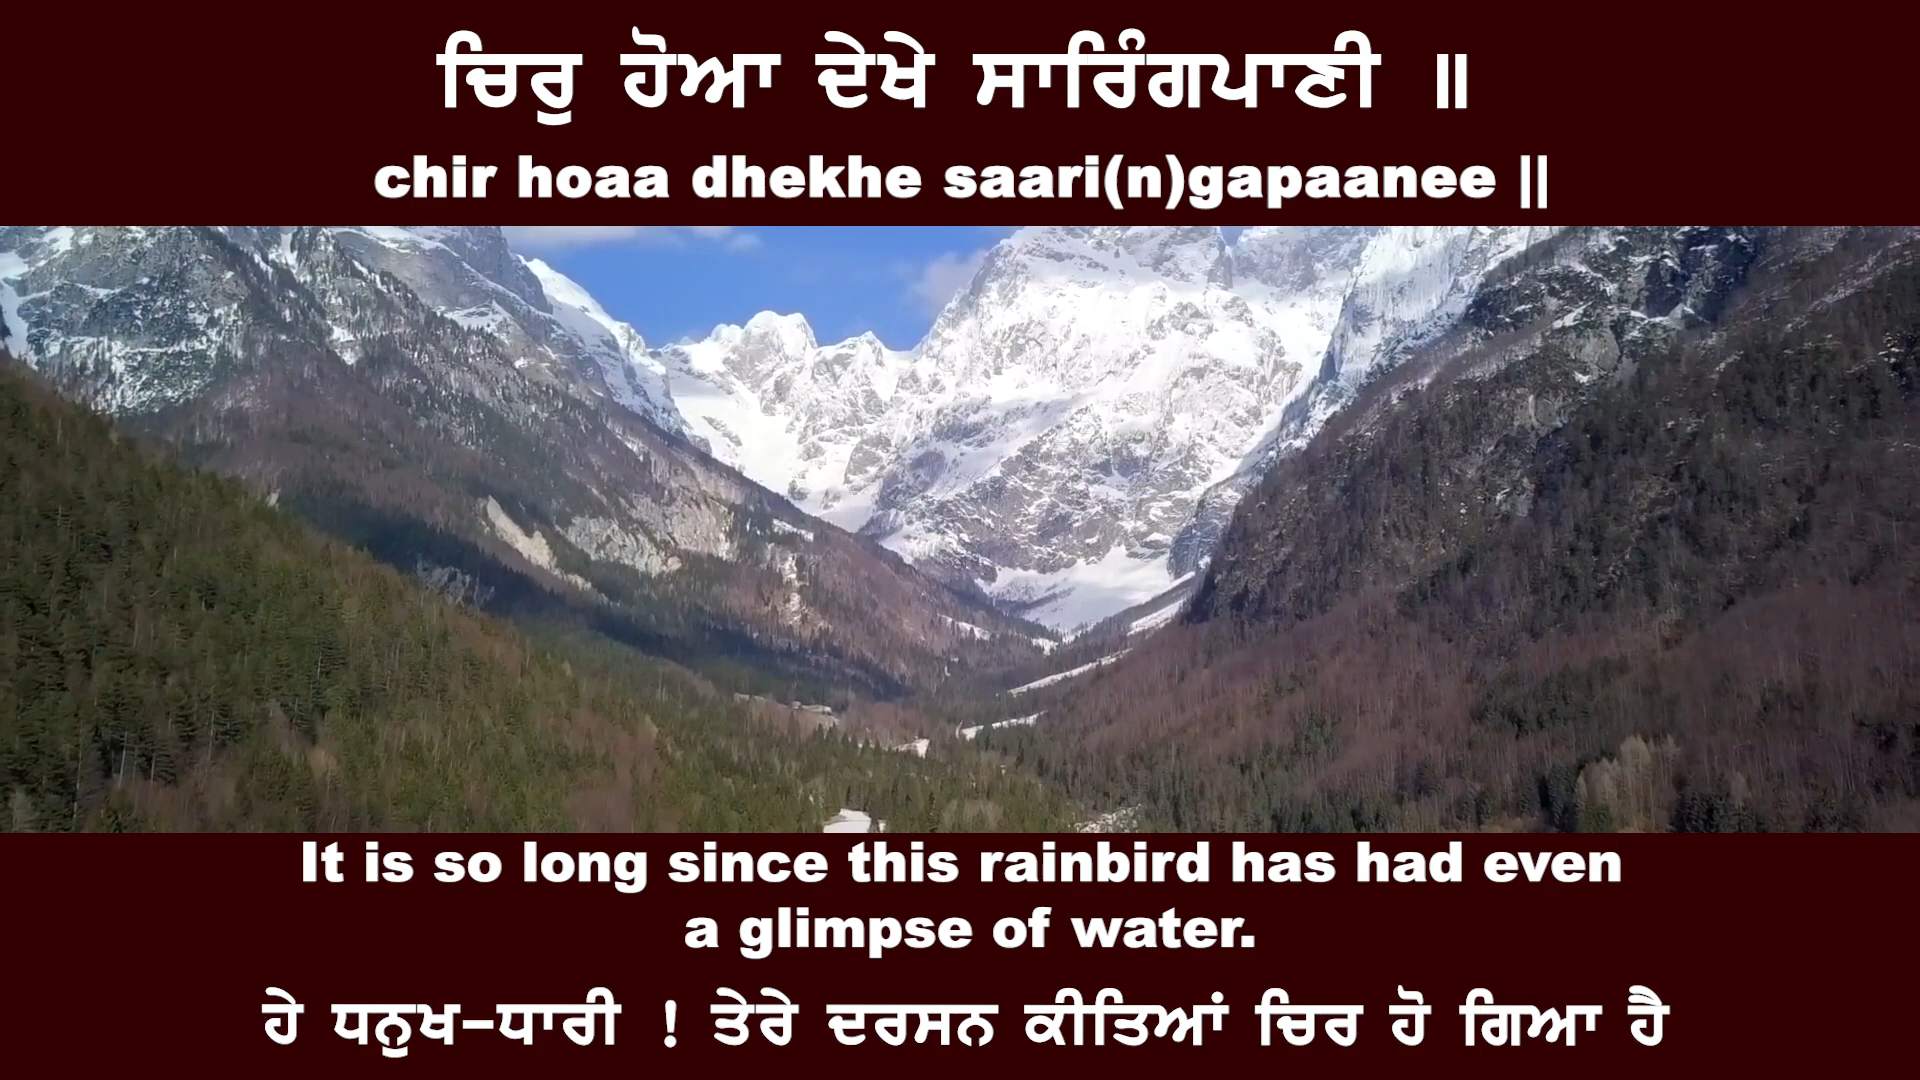 ਚਿਰੁ ਹੋਆ ਦੇਖੇ ਸਾਰਿੰਗਪਾਣੀ ॥
chir hoaa dhekhe saari(n)gapaanee ||
It is so long since this rainbird has had even
a glimpse of water.
ਹੇ ਧਨੁਖ-ਧਾਰੀ ! ਤੇਰੇ ਦਰਸਨ ਕੀਤਿਆਂ ਚਿਰ ਹੋ ਗਿਆ ਹੈ